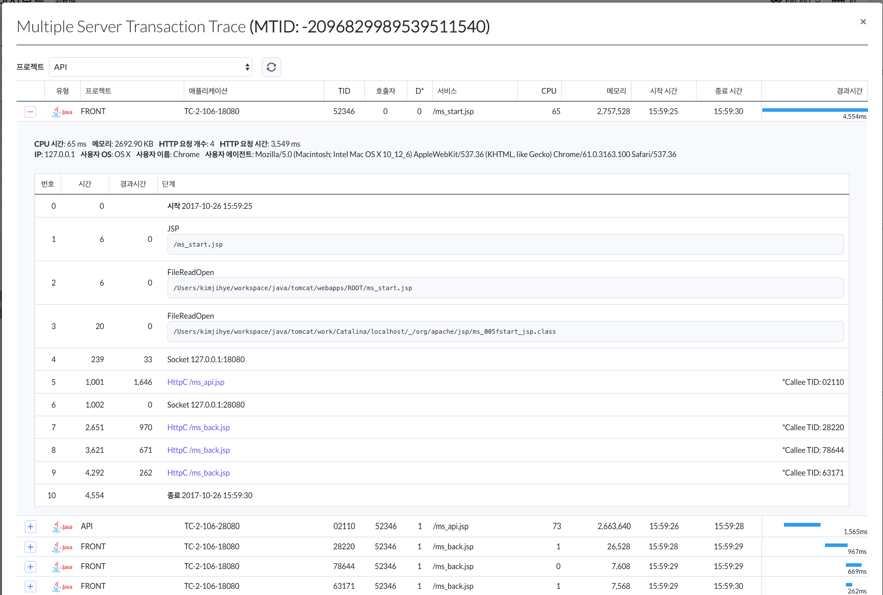 Multiple Server Transaction Trace (MTID: -2096829989539511540) ×
프로젝트 API
유형 프로젝트 애플리케이션 TID 호출자 D* 서비스 CPU 메모리 시작 시간 종료 시간 경과시간
Java FRONT TC-2-106-18080 52346 0 0 /ms_start.jsp 65 2,757,528 15:59:25 15:59:30 4,554ms
CPU 시간: 65 ms 메모리: 2692.90 KB HTTP 요청 개수: 4 HTTP 요청 시간: 3,549 ms
IP: 127.0.0.1 사용자 OS: OS X 사용자 이름: Chrome 사용자 에이전트: Mozilla/5.0 (Macintosh; Intel Mac OS X 10_12_6) AppleWebKit/537.36 (KHTML, like Gecko) Chrome/61.0.3163.100 Safari/537.36
번호 시간 경과시간 단계
0 0 시작 2017-10-26 15:59:25
JSP
1 6 0 /ms_start.jsp
FileReadOpen
2 6 0 /Users/kimjihye/workspace/java/tomcat/webapps/ROOT/ms_start.jsp
FileReadOpen
3 20 0 /Users/kimjihye/workspace/java/tomcat/work/Catalina/localhost/_/org/apache/jsp/ms_005fstart_jsp.class
4 239 33 Socket 127.0.0.1:18080
5 1,001 1,646 HttpC /ms_api.jsp *Callee TID: 02110
6 1,002 0 Socket 127.0.0.1:28080
7 2,651 970 HttpC /ms_back.jsp *Callee TID: 28220
8 3,621 671 HttpC /ms_back.jsp *Callee TID: 78644
9 4,292 262 HttpC /ms_back.jsp *Callee TID: 63171
10 4,554 종료 2017-10-26 15:59:30
Java API TC-2-106-28080 02110 52346 1 /ms_api.jsp 73 2,663,640 15:59:26 15:59:28 1,565ms
Java FRONT TC-2-106-18080 28220 52346 1 /ms_back.jsp 1 26,528 15:59:28 15:59:29 967ms
Java FRONT TC-2-106-18080 78644 52346 1 /ms_back.jsp 0 7,608 15:59:29 15:59:29 669ms
Java FRONT TC-2-106-18080 63171 52346 1 /ms_back.jsp 1 7,568 15:59:29 15:59:30 262ms